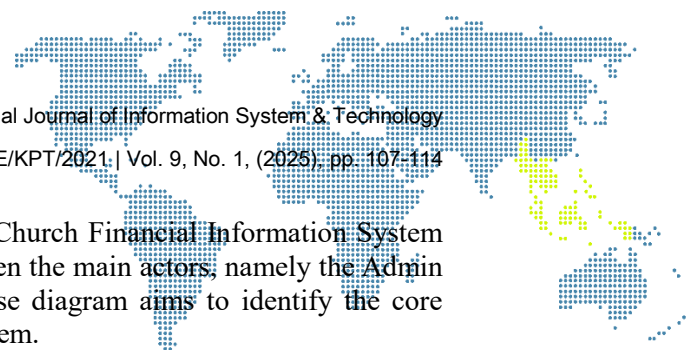 al Journal of Information System & Technology
E/KPT/2021 | Vol. 9, No. 1, (2025), pp. 107-114
Church Financial Information System
en the main actors, namely the Admin
se diagram aims to identify the core
em.